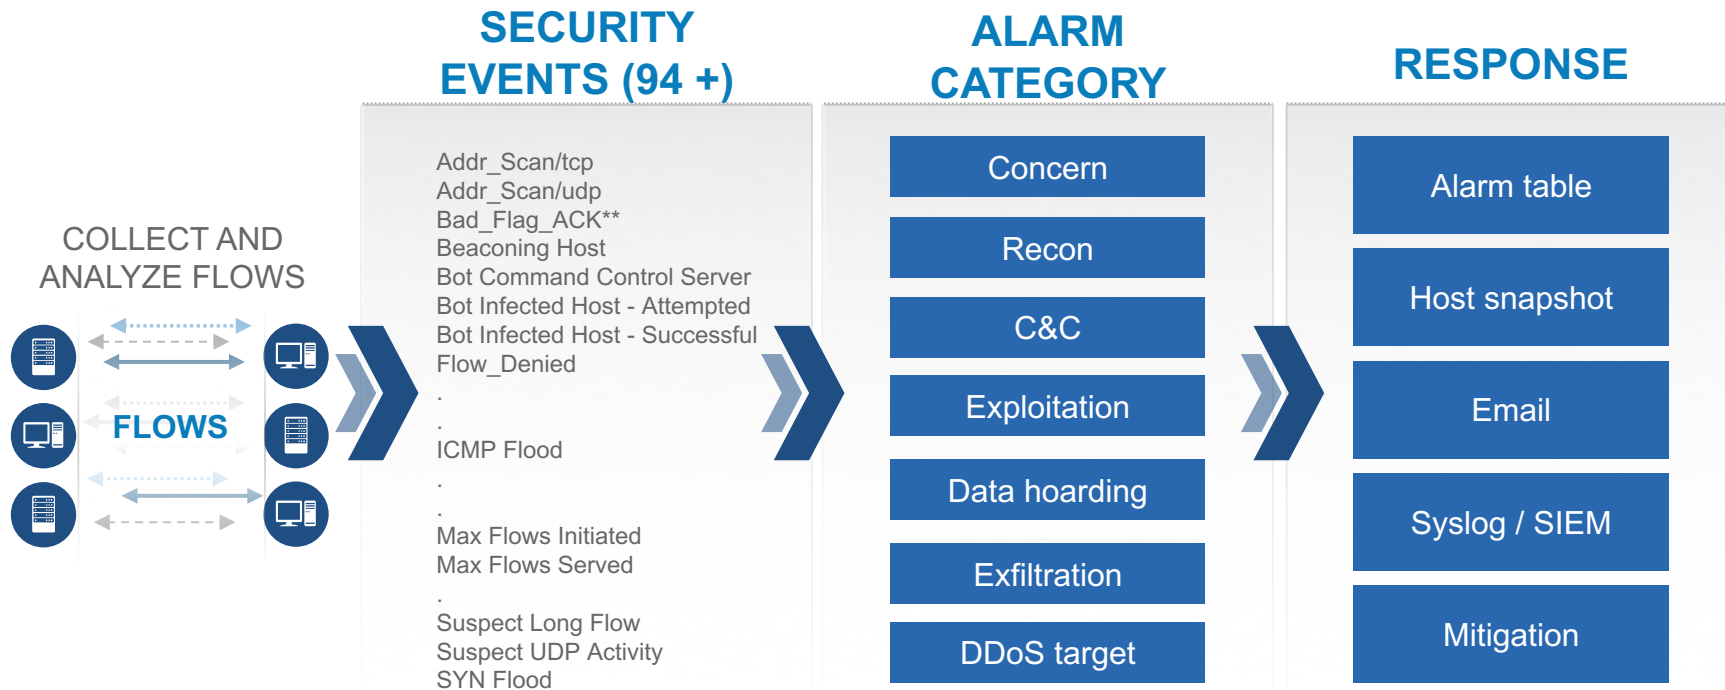 COLLECT AND
ANALYZE FLOWS
FLOWS
SECURITY
EVENTS (94 +)
Addr_Scan/tcp
Addr_Scan/udp
Bad_Flag_ACK**
Beaconing Host
Bot Command Control Server
Bot Infected Host - Attempted
Bot Infected Host - Successful
Flow_Denied
.
.
ICMP Flood
.
.
Max Flows Initiated
Max Flows Served
.
Suspect Long Flow
Suspect UDP Activity
SYN Flood
ALARM
CATEGORY
Concern
Recon
C&C
Exploitation
Data hoarding
Exfiltration
DDoS target
RESPONSE
Alarm table
Host snapshot
Email
Syslog / SIEM
Mitigation